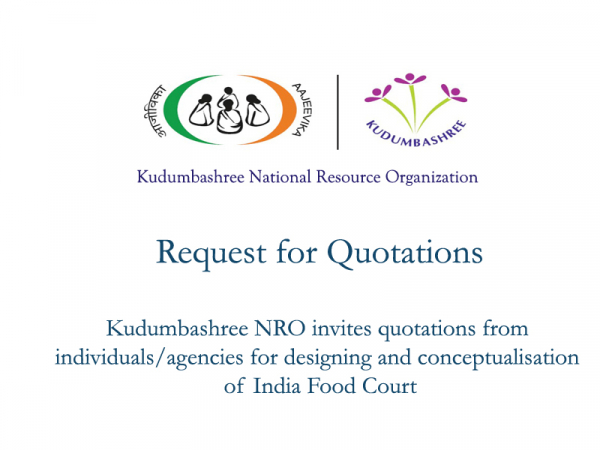 आजीविका
AAJEEVIKA
KUDUMBASHREE
Kudumbashree National Resource Organization
Request for Quotations
Kudumbashree NRO invites quotations from
individuals/agencies for designing and conceptualisation
of India Food Court